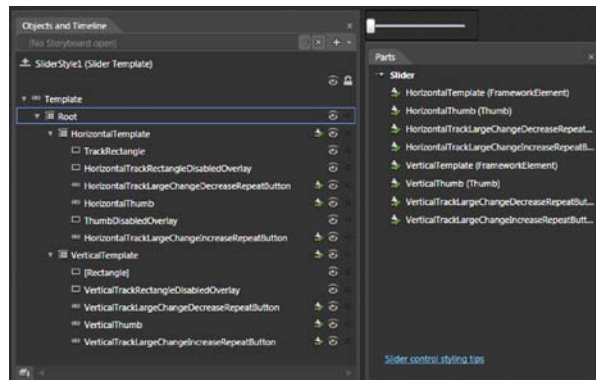 Objects and Timeline
(No Storyboard open)
SliderStyle1 (Slider Template)
Template
Root
HorizontalTemplate
TrackRectangle
HorizontalTrackRectangleDisabledOverlay
HorizontalTrackLargeChangeDecreaseRepeatButton
HorizontalThumb
ThumbDisabledOverlay
HorizontalTrackLargeChangeIncreaseRepeatButton
VerticalTemplate
[Rectangle]
VerticalTrackRectangleDisabledOverlay
VerticalTrackLargeChangeDecreaseRepeatButton
VerticalThumb
VerticalTrackLargeChangeIncreaseRepeatButton
Parts
Slider
HorizontalTemplate (FrameworkElement)
HorizontalThumb (Thumb)
HorizontalTrackLargeChangeDecreaseRepeat...
HorizontalTrackLargeChangeIncreaseRepeatB...
VerticalTemplate (FrameworkElement)
VerticalThumb (Thumb)
VerticalTrackLargeChangeDecreaseRepeatBut...
VerticalTrackLargeChangeIncreaseRepeatButt...
Slider control styling tips